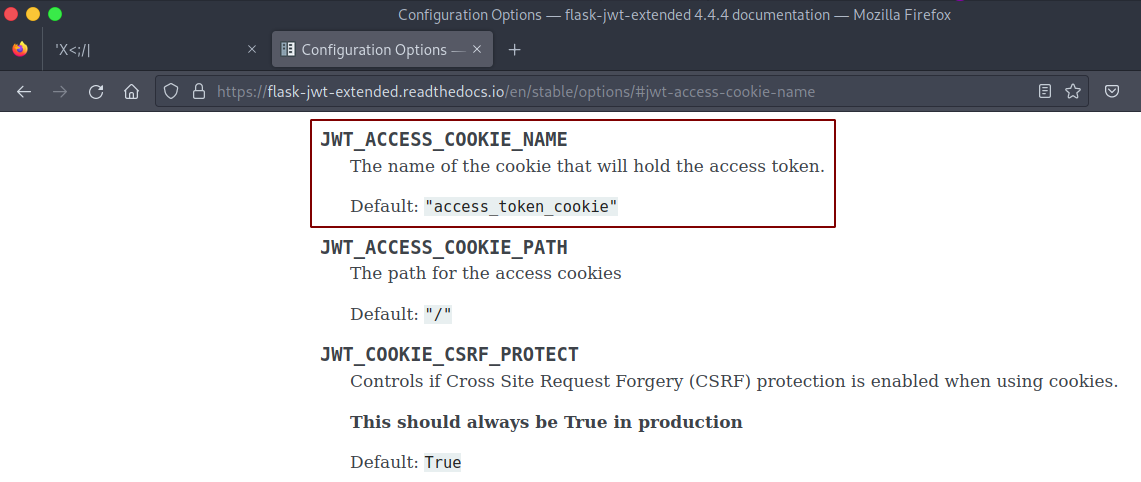 Configuration Options — flask-jwt-extended 4.4.4 documentation — Mozilla Firefox
'X<;/|
Configuration Options —
https://flask-jwt-extended.readthedocs.io/en/stable/options/#jwt-access-cookie-name
JWT_ACCESS_COOKIE_NAME
The name of the cookie that will hold the access token.
Default: "access_token_cookie"
JWT_ACCESS_COOKIE_PATH
The path for the access cookies
Default: "/"
JWT_COOKIE_CSRF_PROTECT
Controls if Cross Site Request Forgery (CSRF) protection is enabled when using cookies.
This should always be True in production
Default: True